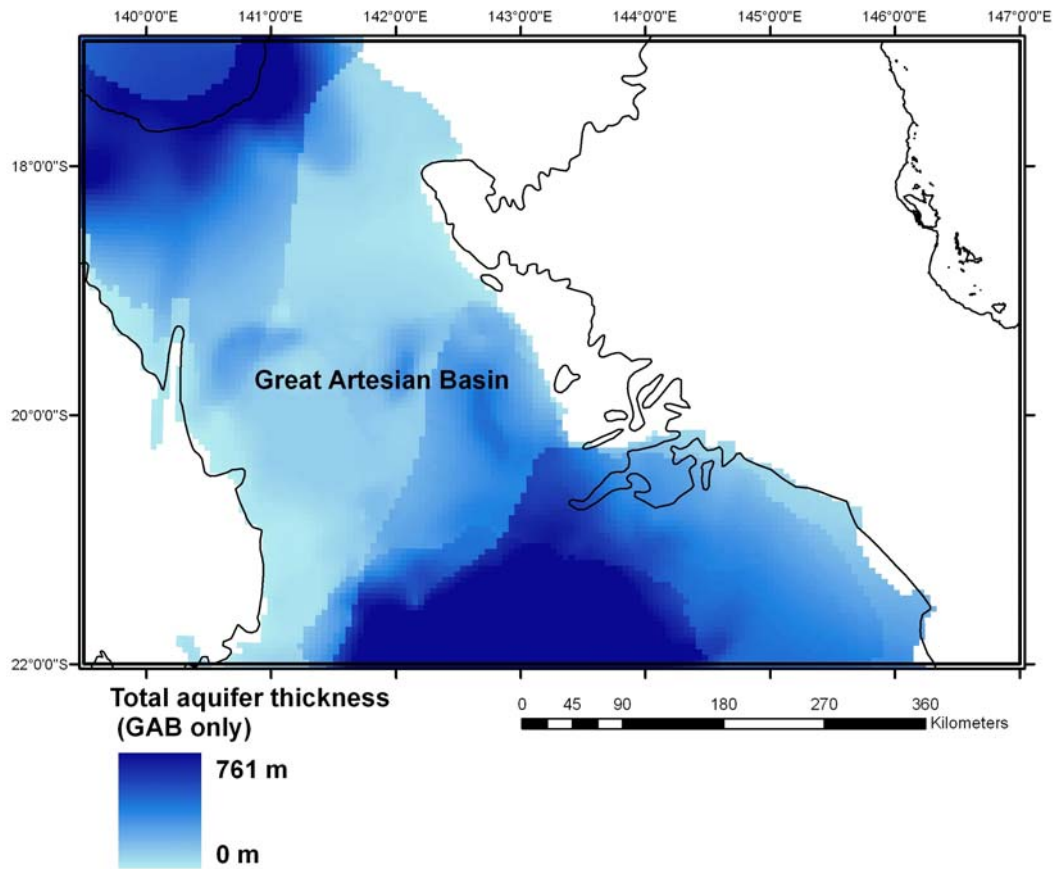 140°0'0"E 141°0'0"E 142°0'0"E 143°0'0"E 144°0'0"E 145°0'0"E 146°0'0"E 147°0'0"E
18°0'0"S
Great Artesian Basin
20°0'0"S
22°0'0"S
Total aquifer thickness
(GAB only)
761 m
0 m
0 45 90 180 270 360
Kilometers